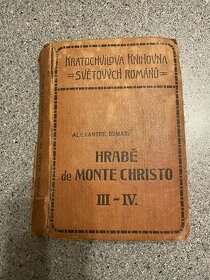 KRATOCHVÍLOVA KNIHOVNA
= SVĚTOVÝCH ROMÁNŮ =
ALEXANDRE DUMAS:
HRABĚ
de MONTE CHRISTO
III - IV.